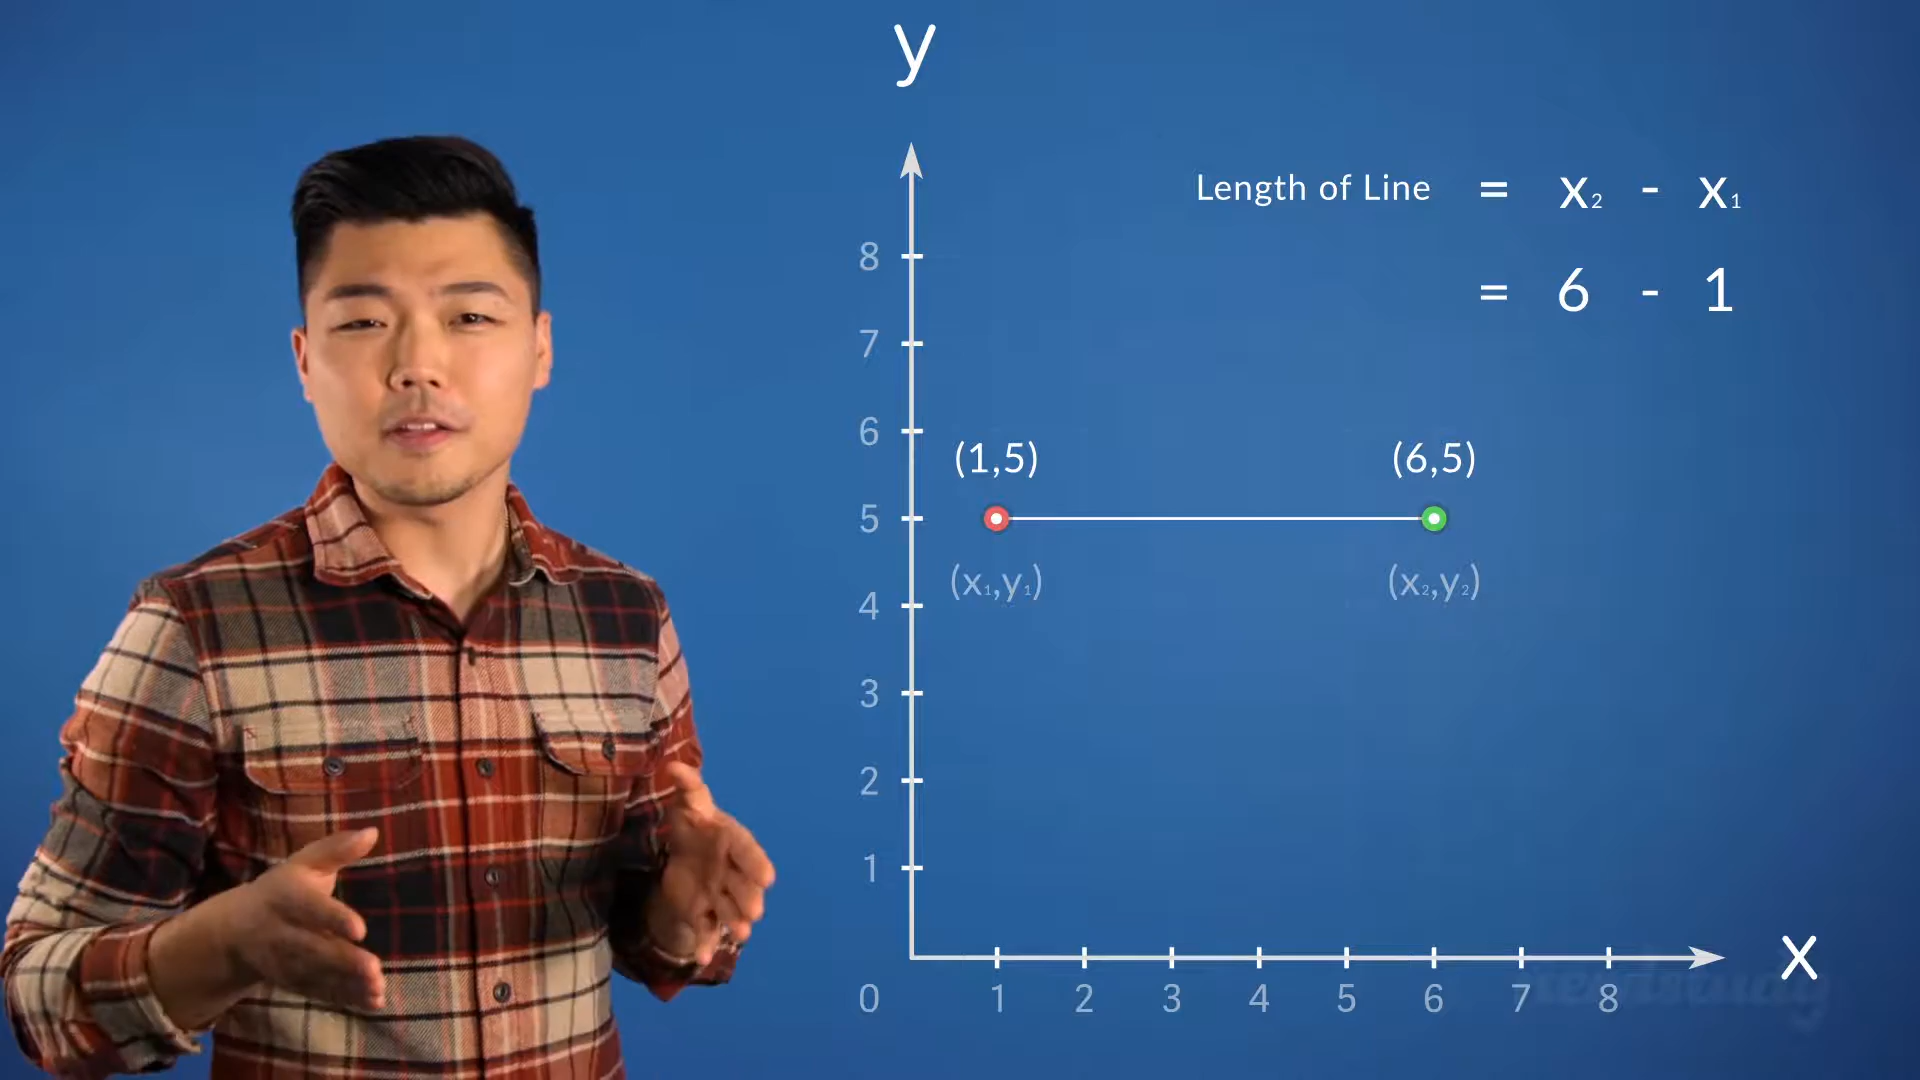 y
Length of Line = x₂ - x₁
= 6 - 1
8
7
6
5
4
3
2
1
0
(1,5)
(6,5)
(x₁,y₁)
(x₂,y₂)
1 2 3 4 5 6 7 8
x